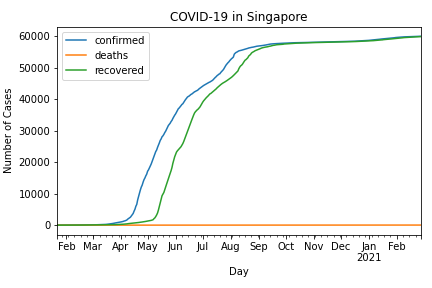 COVID-19 in Singapore
confirmed
deaths
recovered
Number of Cases
60000
50000
40000
30000
20000
10000
0
Feb Mar Apr May Jun Jul Aug Sep Oct Nov Dec Jan Feb
2021
Day